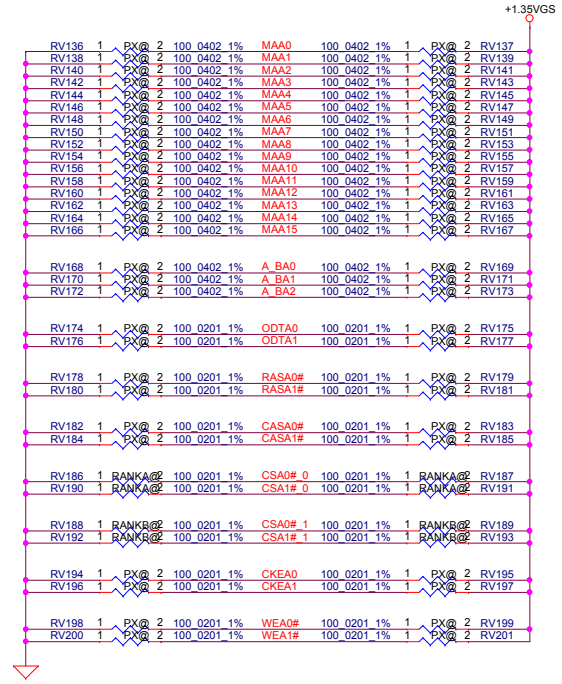 +1.35VGS
RV136 1 PX@ 2 100_0402_1% MAA0 100_0402_1% 1 PX@ 2 RV137
RV138 1 PX@ 2 100_0402_1% MAA1 100_0402_1% 1 PX@ 2 RV139
RV140 1 PX@ 2 100_0402_1% MAA2 100_0402_1% 1 PX@ 2 RV141
RV142 1 PX@ 2 100_0402_1% MAA3 100_0402_1% 1 PX@ 2 RV143
RV144 1 PX@ 2 100_0402_1% MAA4 100_0402_1% 1 PX@ 2 RV145
RV146 1 PX@ 2 100_0402_1% MAA5 100_0402_1% 1 PX@ 2 RV147
RV148 1 PX@ 2 100_0402_1% MAA6 100_0402_1% 1 PX@ 2 RV149
RV150 1 PX@ 2 100_0402_1% MAA7 100_0402_1% 1 PX@ 2 RV151
RV152 1 PX@ 2 100_0402_1% MAA8 100_0402_1% 1 PX@ 2 RV153
RV154 1 PX@ 2 100_0402_1% MAA9 100_0402_1% 1 PX@ 2 RV155
RV156 1 PX@ 2 100_0402_1% MAA10 100_0402_1% 1 PX@ 2 RV157
RV158 1 PX@ 2 100_0402_1% MAA11 100_0402_1% 1 PX@ 2 RV159
RV160 1 PX@ 2 100_0402_1% MAA12 100_0402_1% 1 PX@ 2 RV161
RV162 1 PX@ 2 100_0402_1% MAA13 100_0402_1% 1 PX@ 2 RV163
RV164 1 PX@ 2 100_0402_1% MAA14 100_0402_1% 1 PX@ 2 RV165
RV166 1 PX@ 2 100_0402_1% MAA15 100_0402_1% 1 PX@ 2 RV167
RV168 1 PX@ 2 100_0402_1% A_BA0 100_0402_1% 1 PX@ 2 RV169
RV170 1 PX@ 2 100_0402_1% A_BA1 100_0402_1% 1 PX@ 2 RV171
RV172 1 PX@ 2 100_0402_1% A_BA2 100_0402_1% 1 PX@ 2 RV173
RV174 1 PX@ 2 100_0201_1% ODTA0 100_0201_1% 1 PX@ 2 RV175
RV176 1 PX@ 2 100_0201_1% ODTA1 100_0201_1% 1 PX@ 2 RV177
RV178 1 PX@ 2 100_0201_1% RASA0# 100_0201_1% 1 PX@ 2 RV179
RV180 1 PX@ 2 100_0201_1% RASA1# 100_0201_1% 1 PX@ 2 RV181
RV182 1 PX@ 2 100_0201_1% CASA0# 100_0201_1% 1 PX@ 2 RV183
RV184 1 PX@ 2 100_0201_1% CASA1# 100_0201_1% 1 PX@ 2 RV185
RV186 1 RANKA@ 2 100_0201_1% CSA0#_0 100_0201_1% 1 RANKA@ 2 RV187
RV190 1 RANKA@ 2 100_0201_1% CSA1#_0 100_0201_1% 1 RANKA@ 2 RV191
RV188 1 RANKB@ 2 100_0201_1% CSA0#_1 100_0201_1% 1 RANKB@ 2 RV189
RV192 1 RANKB@ 2 100_0201_1% CSA1#_1 100_0201_1% 1 RANKB@ 2 RV193
RV194 1 PX@ 2 100_0201_1% CKEA0 100_0201_1% 1 PX@ 2 RV195
RV196 1 PX@ 2 100_0201_1% CKEA1 100_0201_1% 1 PX@ 2 RV197
RV198 1 PX@ 2 100_0201_1% WEA0# 100_0201_1% 1 PX@ 2 RV199
RV200 1 PX@ 2 100_0201_1% WEA1# 100_0201_1% 1 PX@ 2 RV201